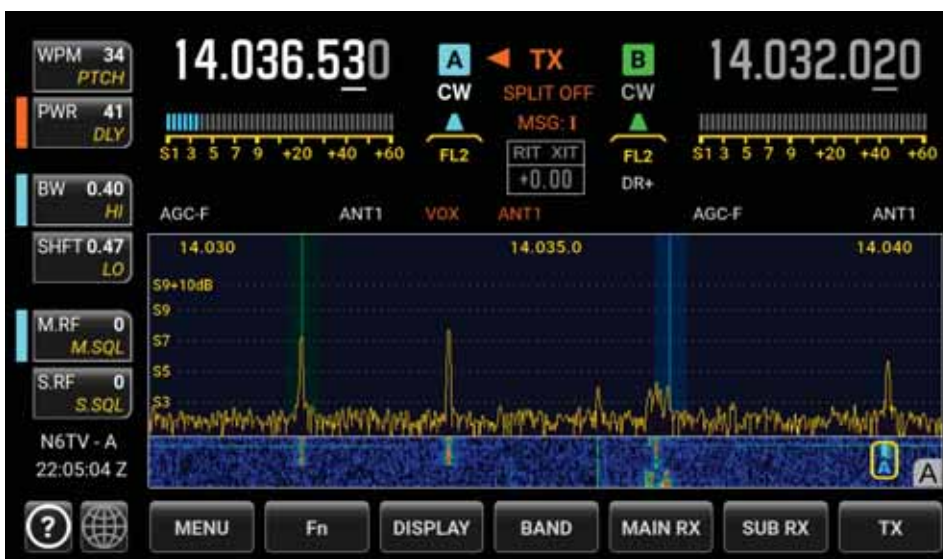 WPM 34
PTCH
PWR 41
DLY
BW 0.40
HI
SHFT 0.47
LO
M.RF 0
M.SQL
S.RF 0
S.SQL
N6TV - A
22:05:04 Z
14.036.530
A
TX
B
14.032.020
CW
SPLIT OFF
CW
MSG: I
S1 3 5 7 9 +20 +40 +60
FL2
RIT XIT
+0.00
FL2
DR+
S1 3 5 7 9 +20 +40 +60
AGC-F
ANT1
VOX
ANT1
AGC-F
ANT1
14.030
14.035.0
14.040
S9+10dB
S9
S7
S5
S3
A
A
?
MENU
Fn
DISPLAY
BAND
MAIN RX
SUB RX
TX